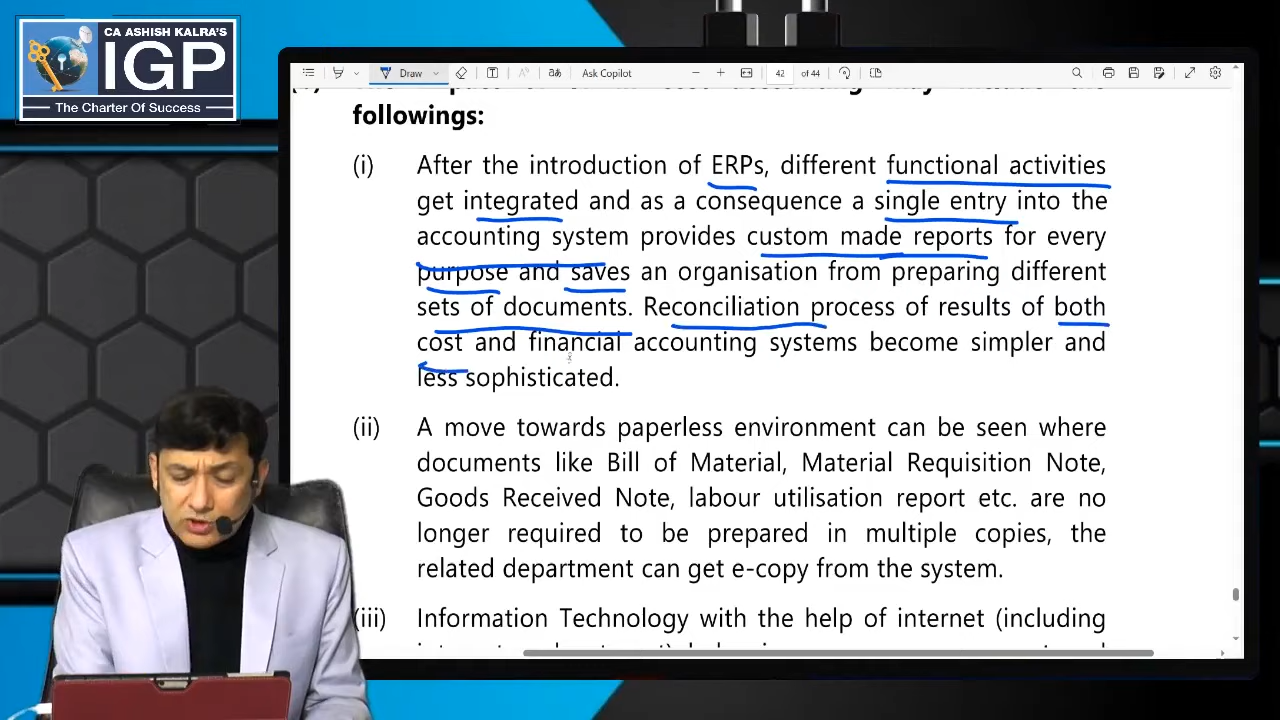 CA ASHISH KALRA'S
IGP
The Charter Of Success
Draw
Ask Copilot
42 of 44
cost accounting may include the
followings:
(i) After the introduction of ERPs, different functional activities
get integrated and as a consequence a single entry into the
accounting system provides custom made reports for every
purpose and saves an organisation from preparing different
sets of documents. Reconciliation process of results of both
cost and financial accounting systems become simpler and
less sophisticated.
(ii) A move towards paperless environment can be seen where
documents like Bill of Material, Material Requisition Note,
Goods Received Note, labour utilisation report etc. are no
longer required to be prepared in multiple copies, the
related department can get e-copy from the system.
(iii) Information Technology with the help of internet (including